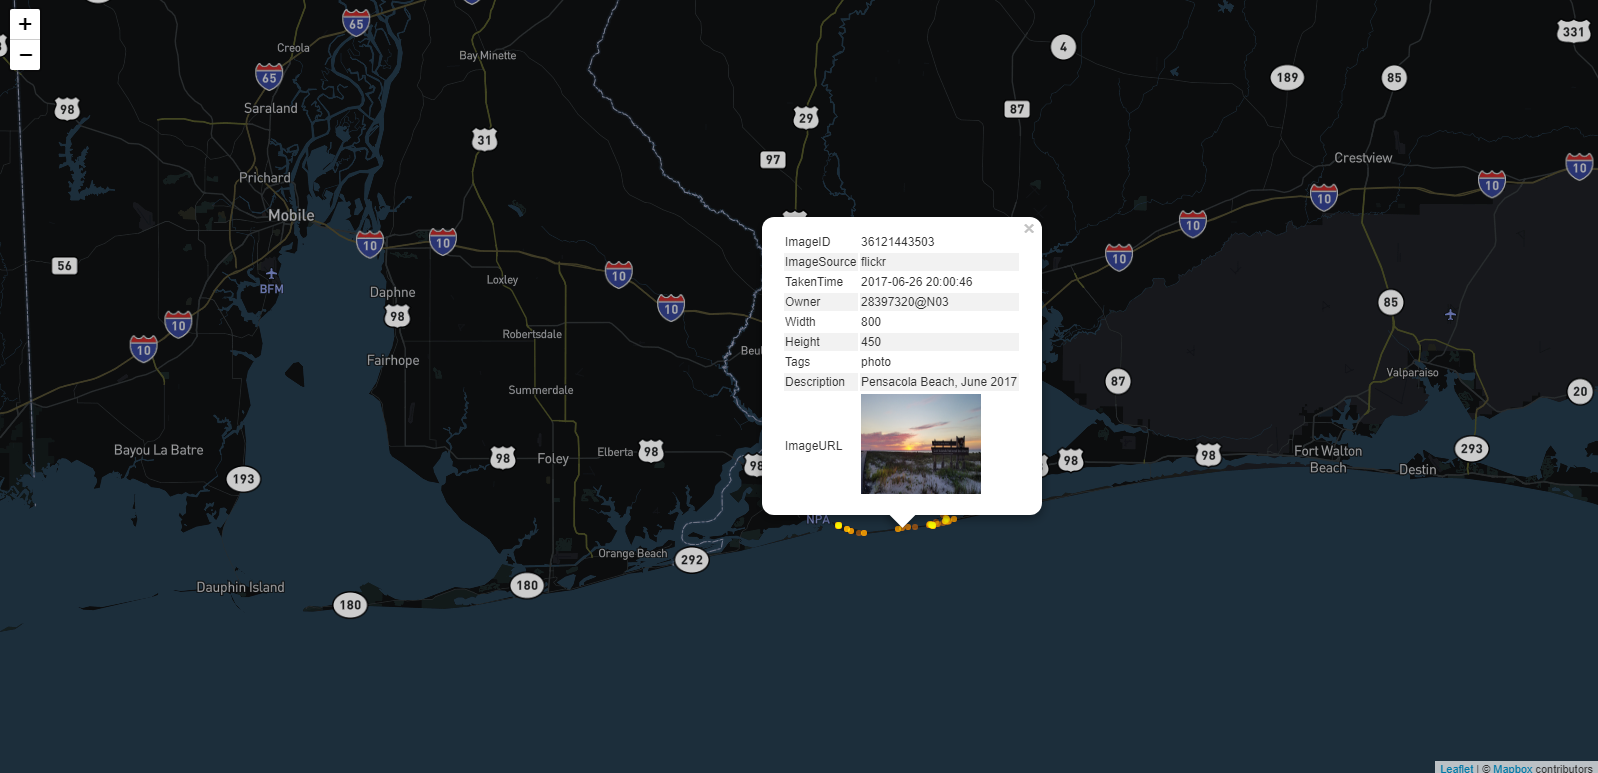 +
−
65
Creola
Bay Minette
4
331
65
189
85
98
Saraland
87
29
31
97
Crestview
10
Prichard
10
10
Mobile
10
10
10
10
56
10
BFM
Loxley
Daphne
10
85
98
10
Robertsdale
10
Fairhope
Beul
Valparaiso
87
20
Summerdale
Bayou La Batre
98
Foley
Elberta
98
98
98
98
Fort Walton
Beach
Destin
293
193
NPA
Orange Beach
292
Dauphin Island
180
180
×
ImageID 36121443503
ImageSource flickr
TakenTime 2017-06-26 20:00:46
Owner 28397320@N03
Width 800
Height 450
Tags photo
Description Pensacola Beach, June 2017
ImageURL
Leaflet | © Mapbox contributors